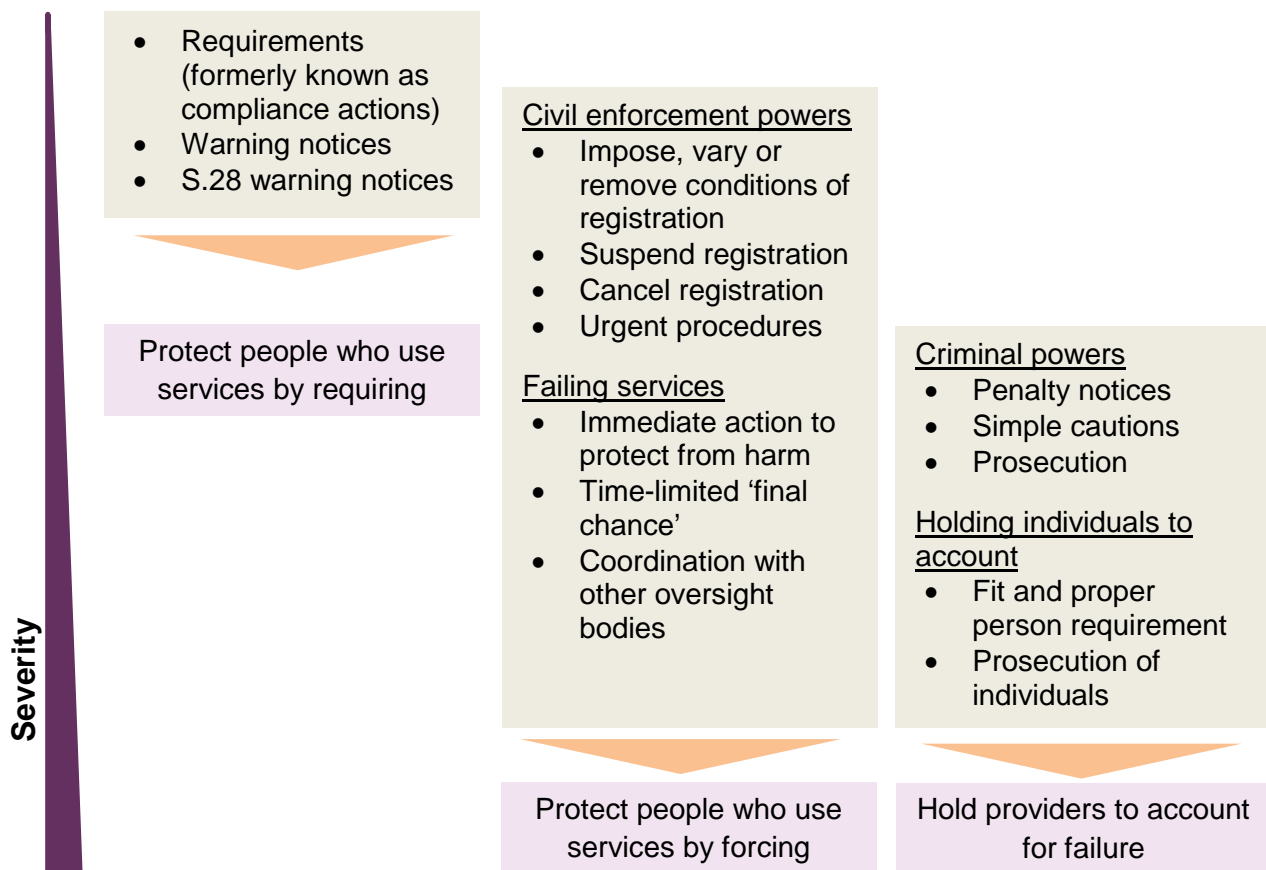 • Requirements
(formerly known as
compliance actions)
• Warning notices
• S.28 warning notices
Protect people who use
services by requiring
Civil enforcement powers
• Impose, vary or
remove conditions of
registration
• Suspend registration
• Cancel registration
• Urgent procedures
Failing services
• Immediate action to
protect from harm
• Time-limited ‘final
chance’
• Coordination with
other oversight
bodies
Protect people who use
services by forcing
Criminal powers
• Penalty notices
• Simple cautions
• Prosecution
Holding individuals to
account
• Fit and proper
person requirement
• Prosecution of
individuals
Hold providers to account
for failure
Severity